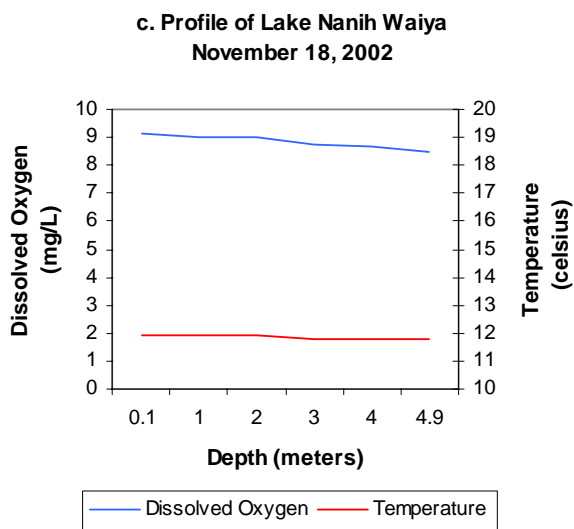 c. Profile of Lake Nanih Waiya
November 18, 2002
Dissolved Oxygen
(mg/L)
10
9
8
7
6
5
4
3
2
1
0
20
19
18
17
16
15
14
13
12
11
10
Temperature
(celsius)
0.1 1 2 3 4 4.9
Depth (meters)
Dissolved Oxygen Temperature